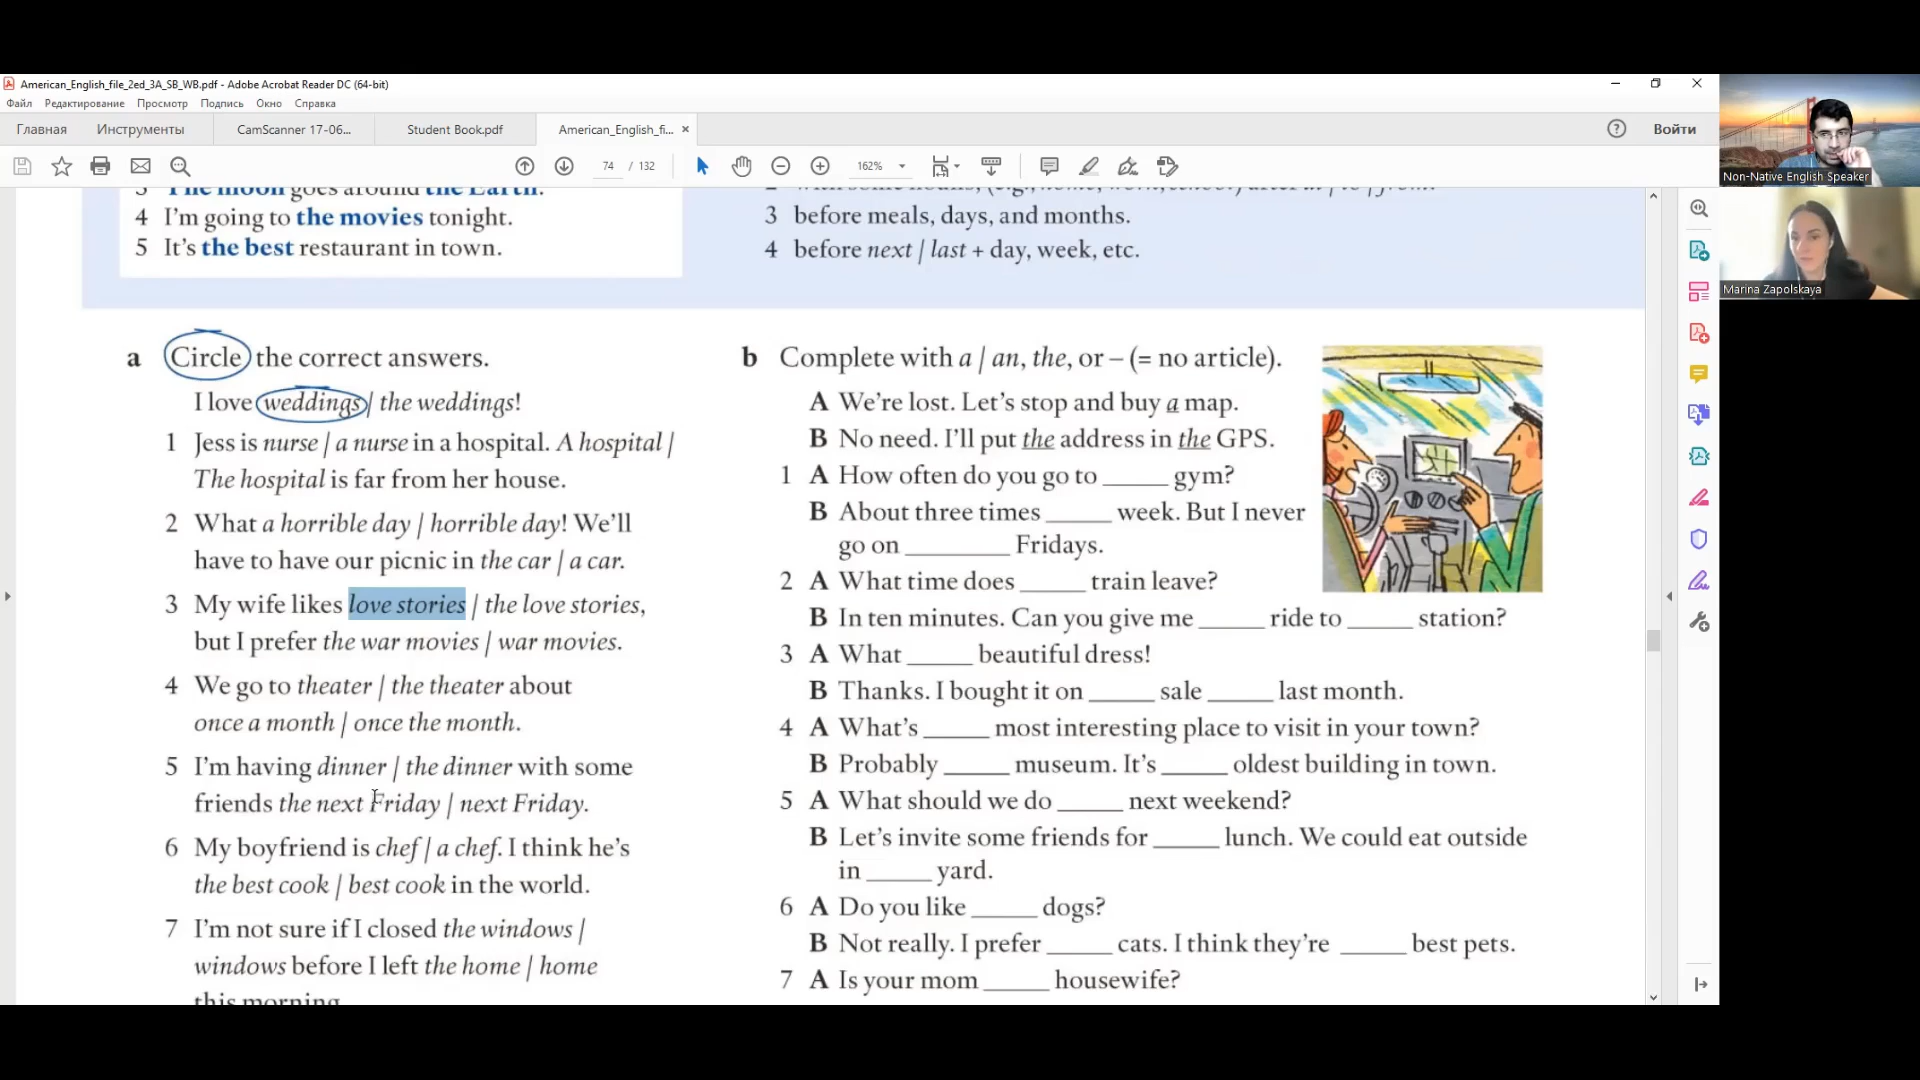 American_English_file_2ed_3A_SB_WB.pdf - Adobe Acrobat Reader DC (64-bit)
Файл Редактирование Просмотр Подпись Окно Справка
Главная Инструменты CamScanner 17-06... Student Book.pdf American_English_fi... × Войти
74 / 132 162%
Non-Native English Speaker
Marina Zapolskaya
The moon goes around the Earth.
4 I'm going to the movies tonight.
5 It's the best restaurant in town.
3 before meals, days, and months.
4 before next | last + day, week, etc.
a Circle the correct answers.
I love weddings | the weddings!
1 Jess is nurse | a nurse in a hospital. A hospital |
The hospital is far from her house.
2 What a horrible day | horrible day! We'll
have to have our picnic in the car | a car.
3 My wife likes love stories | the love stories,
but I prefer the war movies | war movies.
4 We go to theater | the theater about
once a month | once the month.
5 I'm having dinner | the dinner with some
friends the next Friday | next Friday.
6 My boyfriend is chef | a chef. I think he's
the best cook | best cook in the world.
7 I'm not sure if I closed the windows |
windows before I left the home | home
this morning.
b Complete with a | an, the, or – (= no article).
A We're lost. Let's stop and buy a map.
B No need. I'll put the address in the GPS.
1 A How often do you go to _____ gym?
B About three times _____ week. But I never
go on ________ Fridays.
2 A What time does _____ train leave?
B In ten minutes. Can you give me _____ ride to _____ station?
3 A What _____ beautiful dress!
B Thanks. I bought it on _____ sale _____ last month.
4 A What's _____ most interesting place to visit in your town?
B Probably _____ museum. It's _____ oldest building in town.
5 A What should we do _____ next weekend?
B Let's invite some friends for _____ lunch. We could eat outside
in _____ yard.
6 A Do you like _____ dogs?
B Not really. I prefer _____ cats. I think they're _____ best pets.
7 A Is your mom _____ housewife?